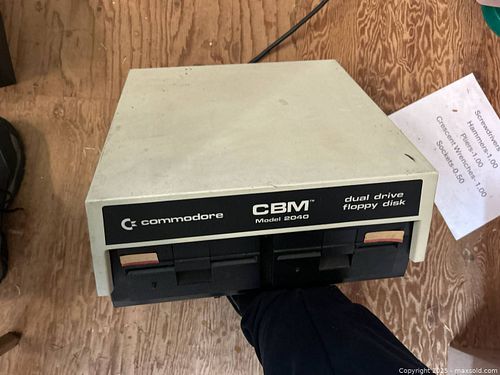 commodore
CBM™
Model 2040
dual drive
floppy disk
Screwdrivers
Hammers-1.00
Pliers-1.00
Crescent Wrenches-1.00
Sockets-0.50
Copyright 2025 - maxsold.com